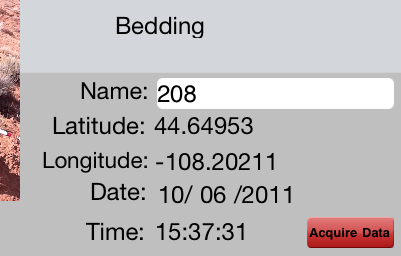 Bedding
Name: 208
Latitude: 44.64953
Longitude: -108.20211
Date: 10/ 06 /2011
Time: 15:37:31
Acquire Data